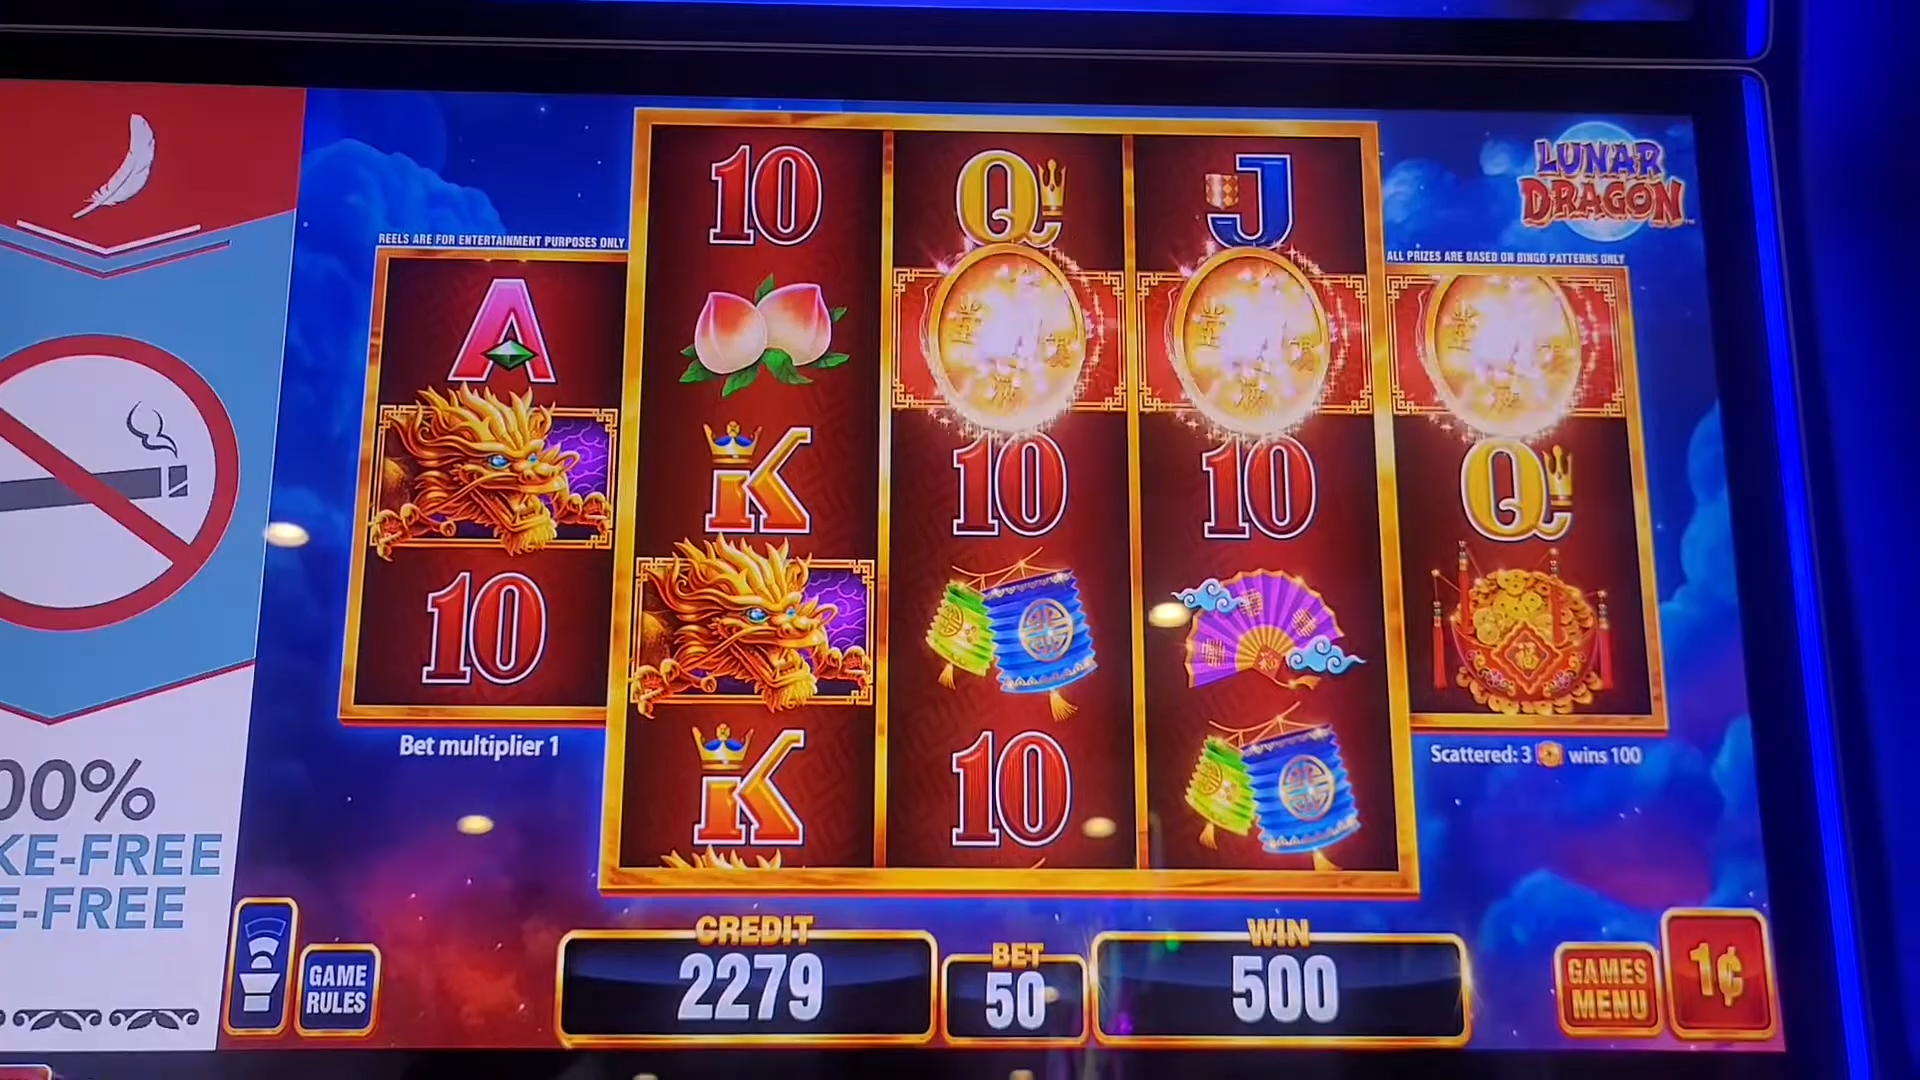 LUNAR
DRAGON
REELS ARE FOR ENTERTAINMENT PURPOSES ONLY
ALL PRIZES ARE BASED ON BINGO PATTERNS ONLY
10
Q
J
A
K
10
10
Q
10
K
10
Bet multiplier 1
Scattered: 3 wins 100
00%
KE-FREE
E-FREE
GAME
RULES
CREDIT
2279
BET
50
WIN
500
GAMES
MENU
1¢